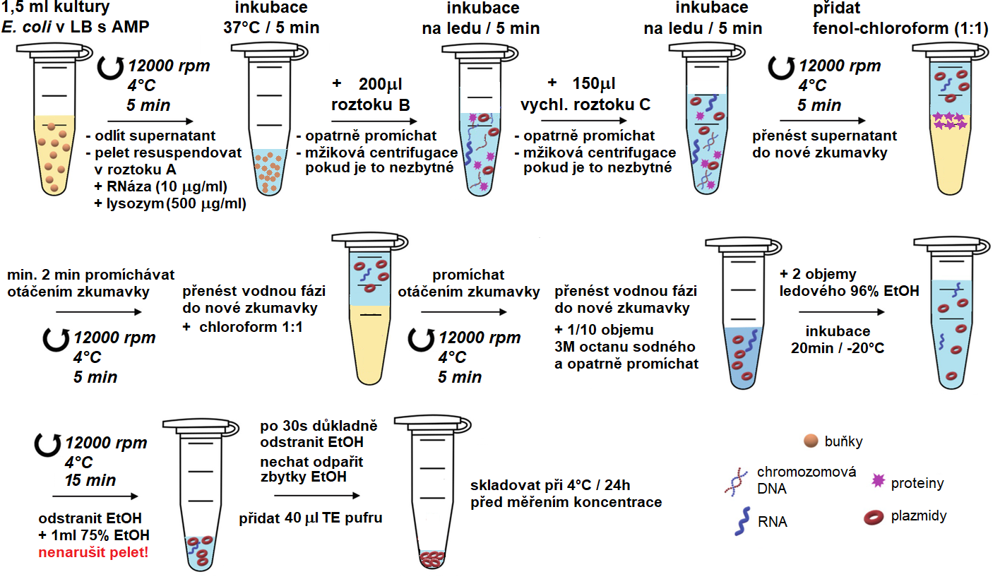 1,5 ml kultury
E. coli v LB s AMP
12000 rpm
4°C
5 min
- odlít supernatant
- pelet resuspendovat
v roztoku A
+ RNáza (10 µg/ml)
+ lysozym (500 µg/ml)
inkubace
37°C / 5 min
+ 200µl
roztoku B
- opatrně promíchat
- mžiková centrifugace
pokud je to nezbytné
inkubace
na ledu / 5 min
+ 150µl
vychl. roztoku C
- opatrně promíchat
- mžiková centrifugace
pokud je to nezbytné
inkubace
na ledu / 5 min
12000 rpm
4°C
5 min
přenést supernatant
do nové zkumavky
přidat
fenol-chloroform (1:1)
min. 2 min promíchávat
otáčením zkumavky
12000 rpm
4°C
5 min
přenést vodnou fázi
do nové zkumavky
+ chloroform 1:1
promíchat
otáčením zkumavky
12000 rpm
4°C
5 min
přenést vodnou fázi
do nové zkumavky
+ 1/10 objemu
3M octanu sodného
a opatrně promíchat
+ 2 objemy
ledového 96% EtOH
inkubace
20min / -20°C
12000 rpm
4°C
15 min
odstranit EtOH
+ 1ml 75% EtOH
nenarušit pelet!
po 30s důkladně
odstranit EtOH
nechat odpařit
zbytky EtOH
přidat 40 µl TE pufru
skladovat při 4°C / 24h
před měřením koncentrace
buňky
chromozomová
DNA
proteiny
RNA
plazmidy